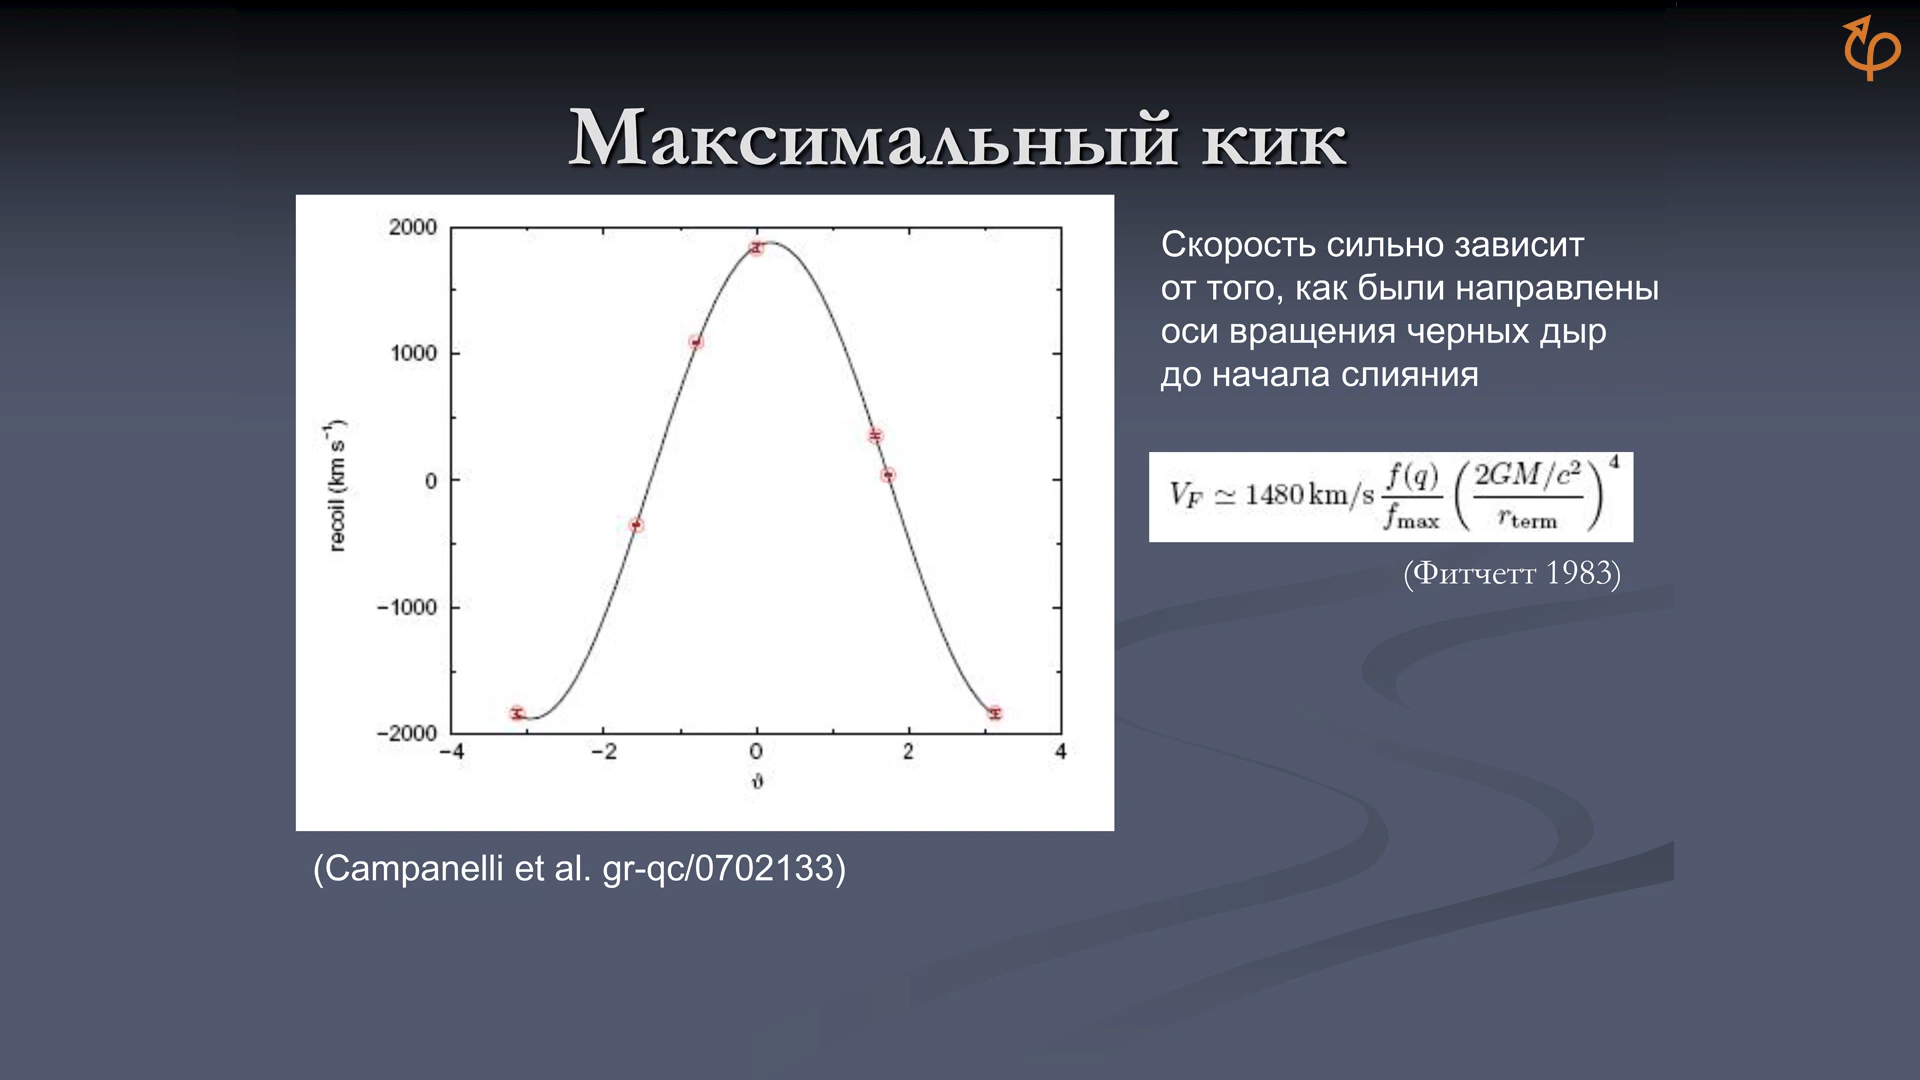 Максимальный кик
2000
1000
0
−1000
−2000
−4
−2
0
2
4
recoil (km s⁻¹)
ϑ
Скорость сильно зависит
от того, как были направлены
оси вращения черных дыр
до начала слияния
V_F ≃ 1480 km/s f(q)/f_max (2GM/c²/r_term)⁴
(Фитчетт 1983)
(Campanelli et al. gr-qc/0702133)